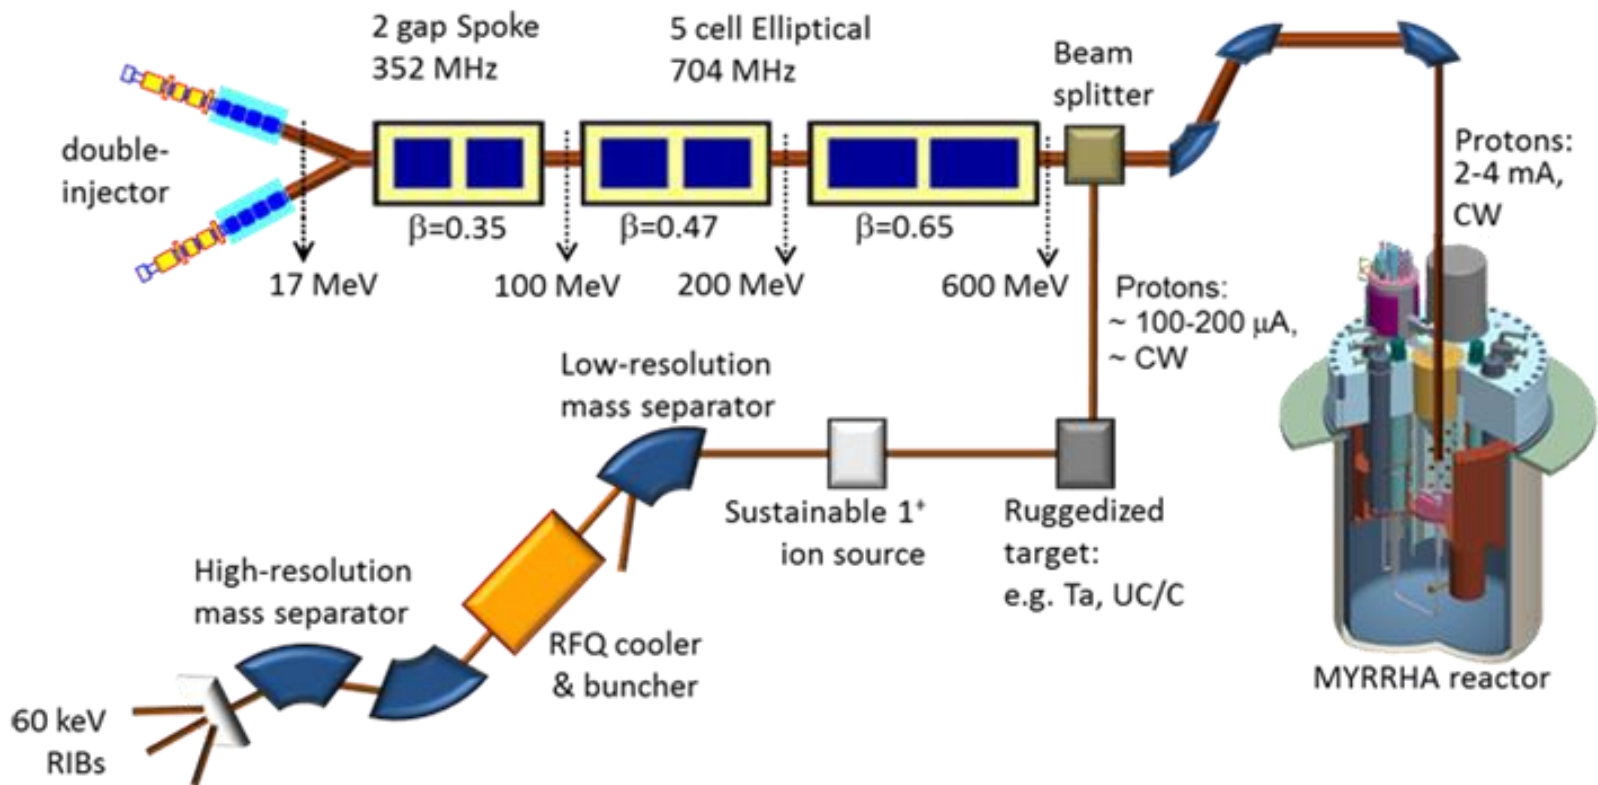 2 gap Spoke
352 MHz
5 cell Elliptical
704 MHz
Beam
splitter
double-
injector
β=0.35
β=0.47
β=0.65
17 MeV
100 MeV
200 MeV
600 MeV
Protons:
2-4 mA,
CW
Protons:
~ 100-200 µA,
~ CW
Low-resolution
mass separator
Sustainable 1⁺
ion source
Ruggedized
target:
e.g. Ta, UC/C
High-resolution
mass separator
RFQ cooler
& buncher
MYRRHA reactor
60 keV
RIBs